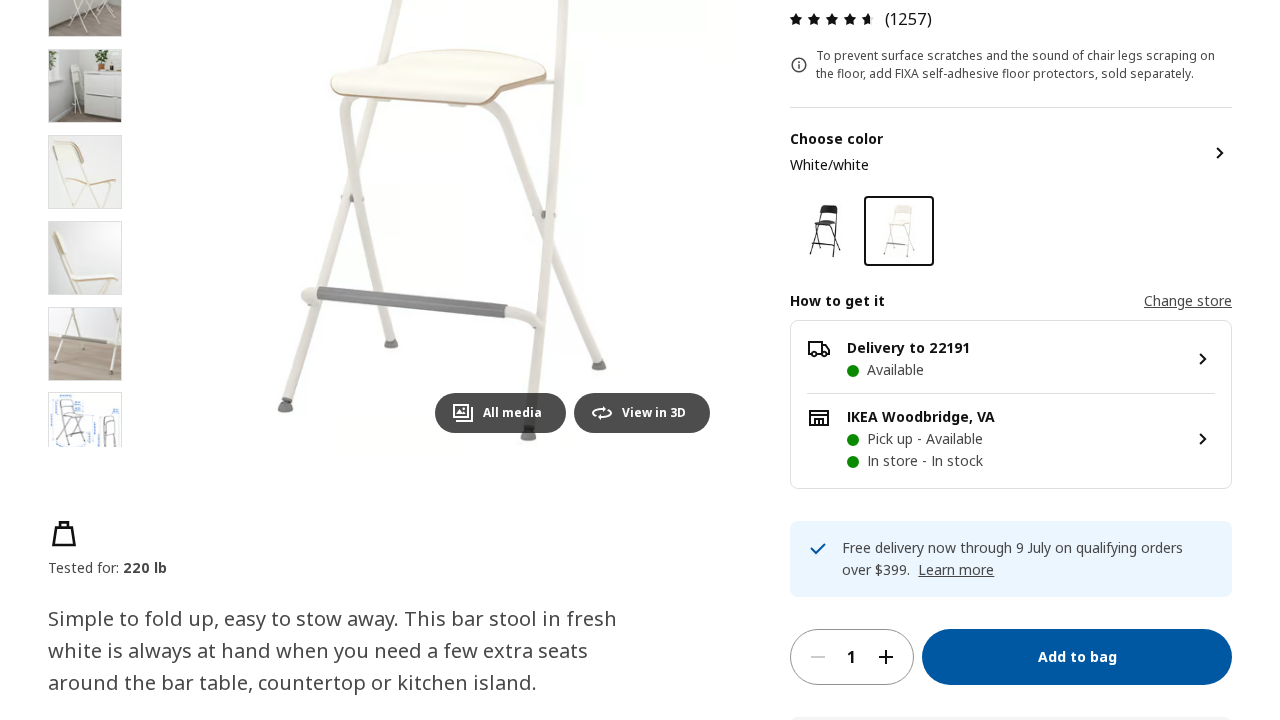 (1257)
To prevent surface scratches and the sound of chair legs scraping on
the floor, add FIXA self-adhesive floor protectors, sold separately.
Choose color
White/white
How to get it
Change store
Delivery to 22191
Available
IKEA Woodbridge, VA
Pick up - Available
In store - In stock
All media
View in 3D
Free delivery now through 9 July on qualifying orders
over $399. Learn more
Tested for: 220 lb
Simple to fold up, easy to stow away. This bar stool in fresh
white is always at hand when you need a few extra seats
around the bar table, countertop or kitchen island.
1
Add to bag